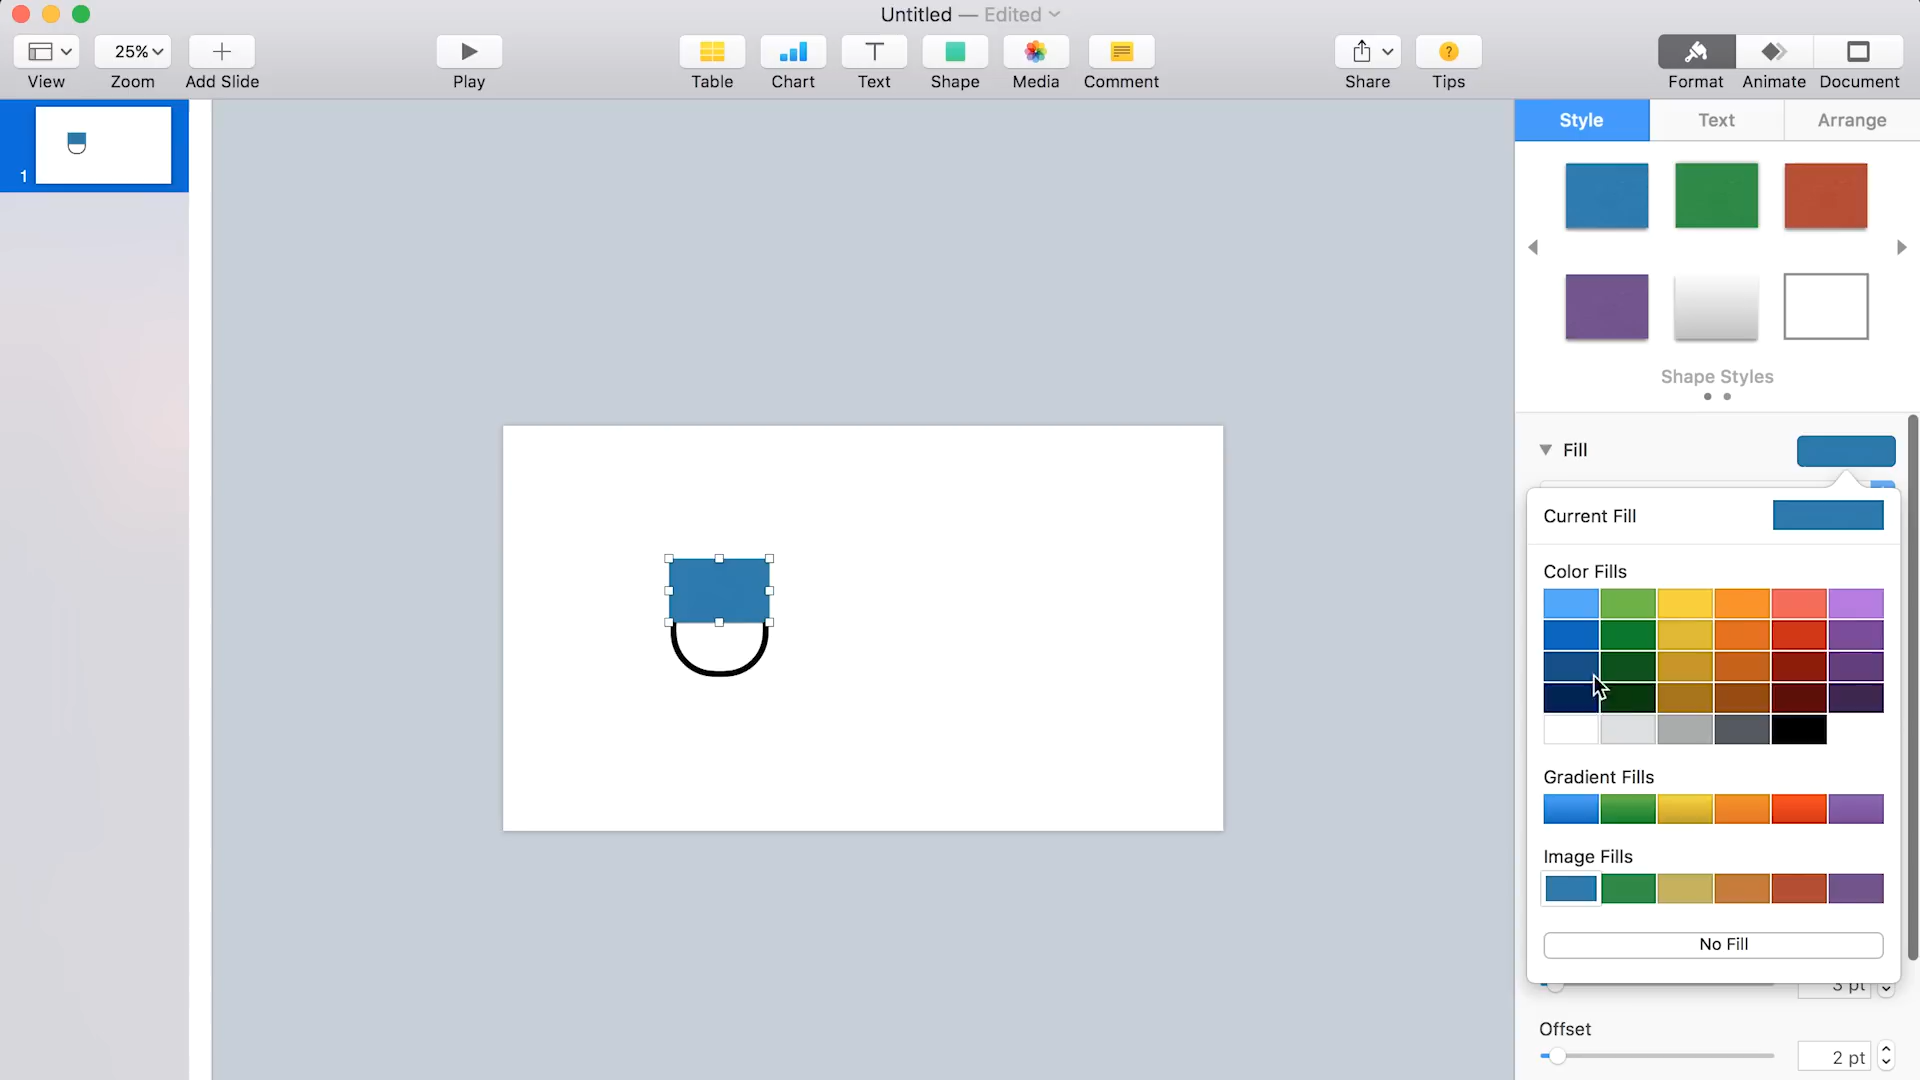 Untitled — Edited
25%
View
Zoom
Add Slide
Play
Table
Chart
Text
Shape
Media
Comment
Share
?
Tips
Format
Animate
Document
1
Style
Text
Arrange
Shape Styles
Fill
Current Fill
Color Fills
Gradient Fills
Image Fills
No Fill
3 pt
Offset
2 pt